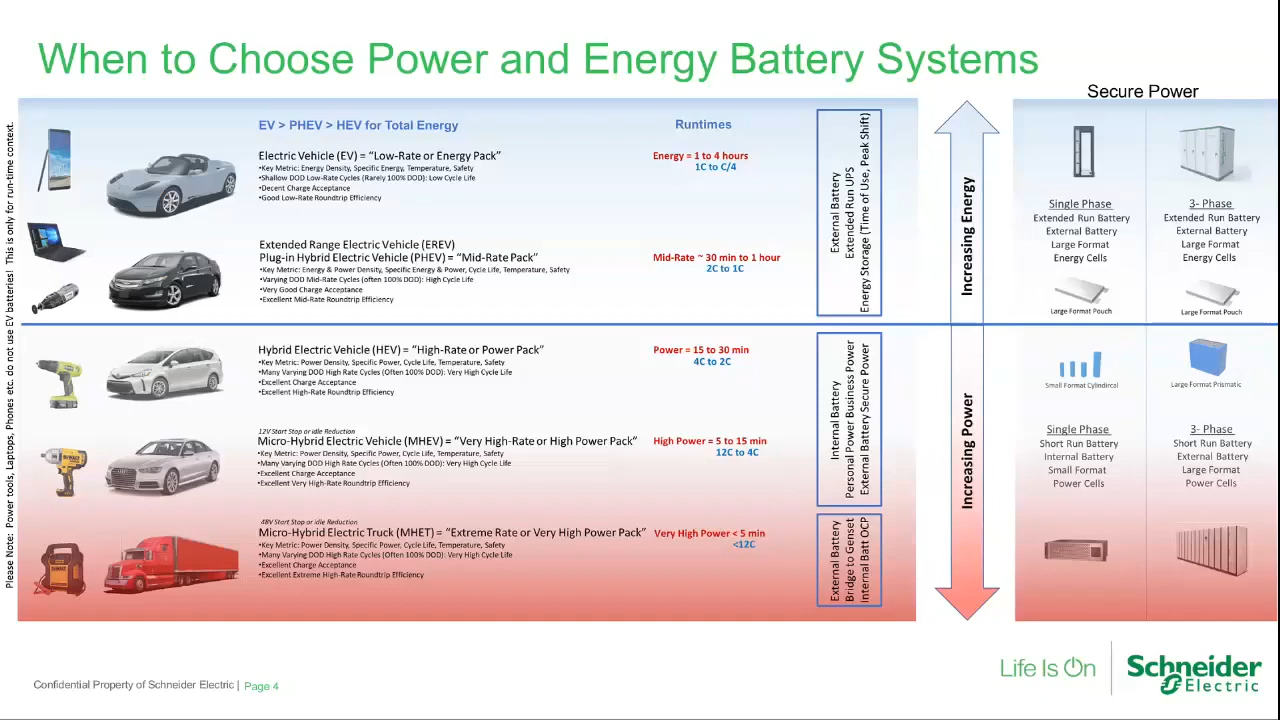 When to Choose Power and Energy Battery Systems
Secure Power
Please Note: Power tools, Laptops, Phones etc. do not use EV batteries! This is only for run-time context.
EV > PHEV > HEV for Total Energy
Runtimes
Electric Vehicle (EV) = “Low-Rate or Energy Pack”
•Key Metric: Energy Density, Specific Energy, Temperature, Safety
•Shallow DOD Low-Rate Cycles (Rarely 100% DOD): Low Cycle Life
•Decent Charge Acceptance
•Good Low-Rate Roundtrip Efficiency
Energy = 1 to 4 hours
1C to C/4
Extended Range Electric Vehicle (EREV)
Plug-in Hybrid Electric Vehicle (PHEV) = “Mid-Rate Pack”
•Key Metric: Energy & Power Density, Specific Energy & Power, Cycle Life, Temperature, Safety
•Varying DOD Mid-Rate Cycles (often 100% DOD): High Cycle Life
•Very Good Charge Acceptance
•Excellent Mid-Rate Roundtrip Efficiency
Mid-Rate ~ 30 min to 1 hour
2C to 1C
Hybrid Electric Vehicle (HEV) = “High-Rate or Power Pack”
•Key Metric: Power Density, Specific Power, Cycle Life, Temperature, Safety
•Many Varying DOD High Rate Cycles (Often 100% DOD): Very High Cycle Life
•Excellent Charge Acceptance
•Excellent High-Rate Roundtrip Efficiency
Power = 15 to 30 min
4C to 2C
12V Start Stop or idle Reduction
Micro-Hybrid Electric Vehicle (MHEV) = “Very High-Rate or High Power Pack”
•Key Metric: Power Density, Specific Power, Cycle Life, Temperature, Safety
•Many Varying DOD High Rate Cycles (Often 100% DOD): Very High Cycle Life
•Excellent Charge Acceptance
•Excellent Very High-Rate Roundtrip Efficiency
High Power = 5 to 15 min
12C to 4C
48V Start Stop or idle Reduction
Micro-Hybrid Electric Truck (MHET) = “Extreme Rate or Very High Power Pack”
•Key Metric: Power Density, Specific Power, Cycle Life, Temperature, Safety
•Many Varying DOD High Rate Cycles (Often 100% DOD): Very High Cycle Life
•Excellent Charge Acceptance
•Excellent Extreme High-Rate Roundtrip Efficiency
Very High Power < 5 min
<12C
External Battery
Extended Run UPS
Energy Storage (Time of Use, Peak Shift)
Internal Battery
Personal Power Business Power
External Battery Secure Power
External Battery
Bridge to Genset
Internal Batt OCP
Increasing Energy
Increasing Power
Single Phase
Extended Run Battery
External Battery
Large Format
Energy Cells
Large Format Pouch
3- Phase
Extended Run Battery
External Battery
Large Format
Energy Cells
Large Format Pouch
Small Format Cylindircal
Single Phase
Short Run Battery
Internal Battery
Small Format
Power Cells
Large Format Prismatic
3- Phase
Short Run Battery
External Battery
Large Format
Power Cells
Confidential Property of Schneider Electric | Page 4
Life Is On
Schneider
Electric